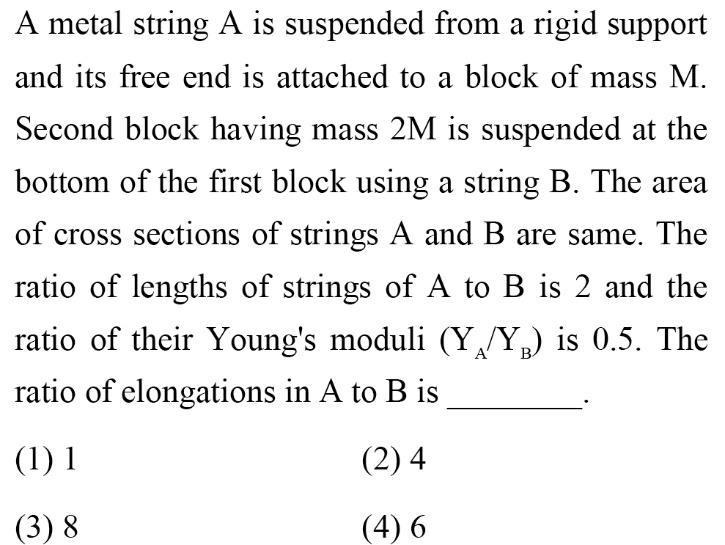 A metal string A is suspended from a rigid support
and its free end is attached to a block of mass M.
Second block having mass 2M is suspended at the
bottom of the first block using a string B. The area
of cross sections of strings A and B are same. The
ratio of lengths of strings of A to B is 2 and the
ratio of their Young's moduli (Y_A/Y_B) is 0.5. The
ratio of elongations in A to B is ________.
(1) 1 (2) 4
(3) 8 (4) 6